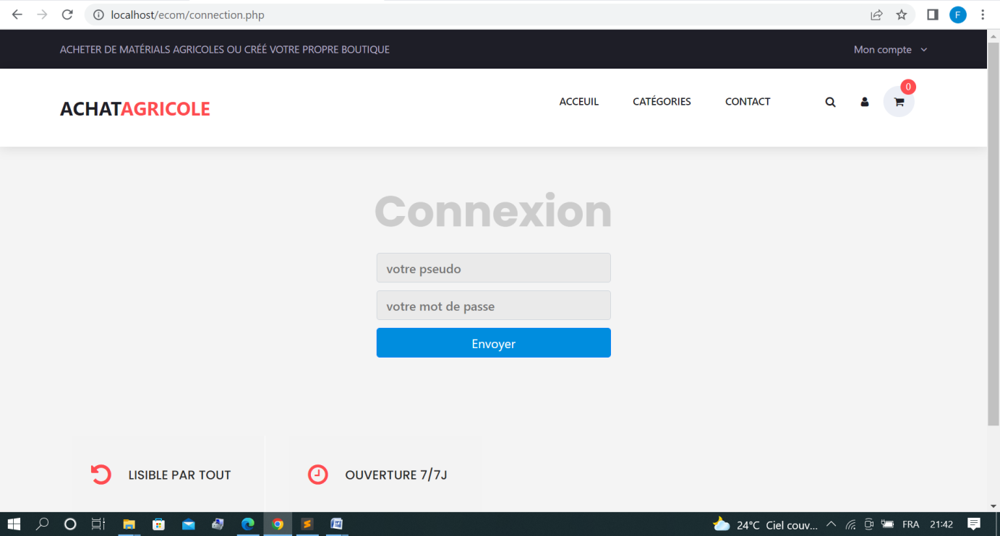 localhost/ecom/connection.php
F
ACHETER DE MATÉRIALS AGRICOLES OU CRÉÉ VOTRE PROPRE BOUTIQUE
Mon compte
ACHATAGRICOLE
ACCEUIL CATÉGORIES CONTACT
0
Connexion
votre pseudo
votre mot de passe
Envoyer
LISIBLE PAR TOUT
OUVERTURE 7/7J
24°C Ciel couv... FRA 21:42